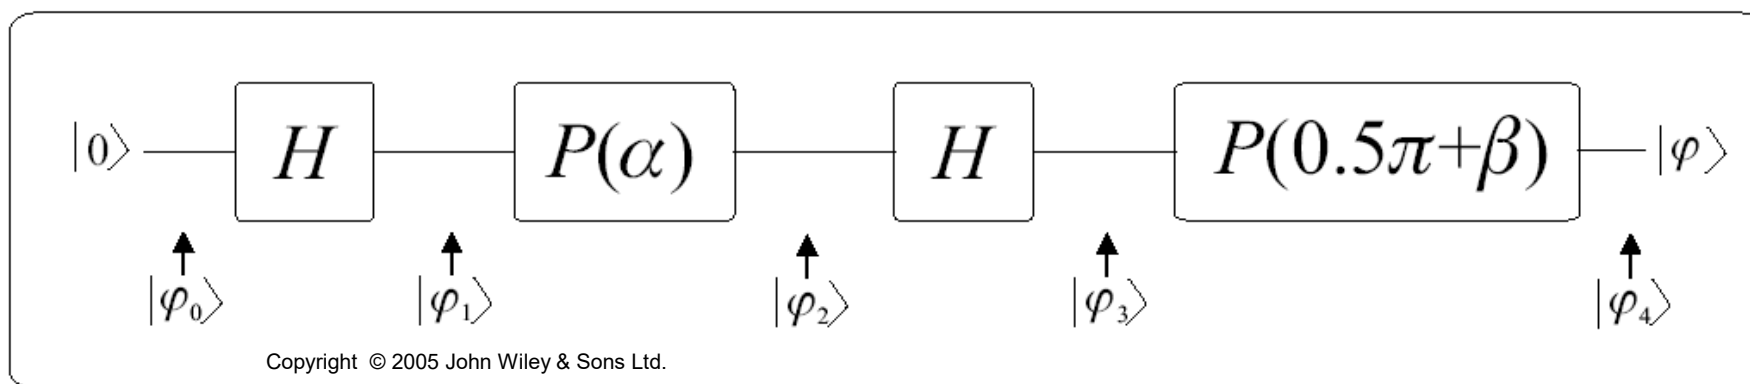 |0⟩ H P(α) H P(0.5π+β) |φ⟩
|φ₀⟩ |φ₁⟩ |φ₂⟩ |φ₃⟩ |φ₄⟩
Copyright © 2005 John Wiley & Sons Ltd.